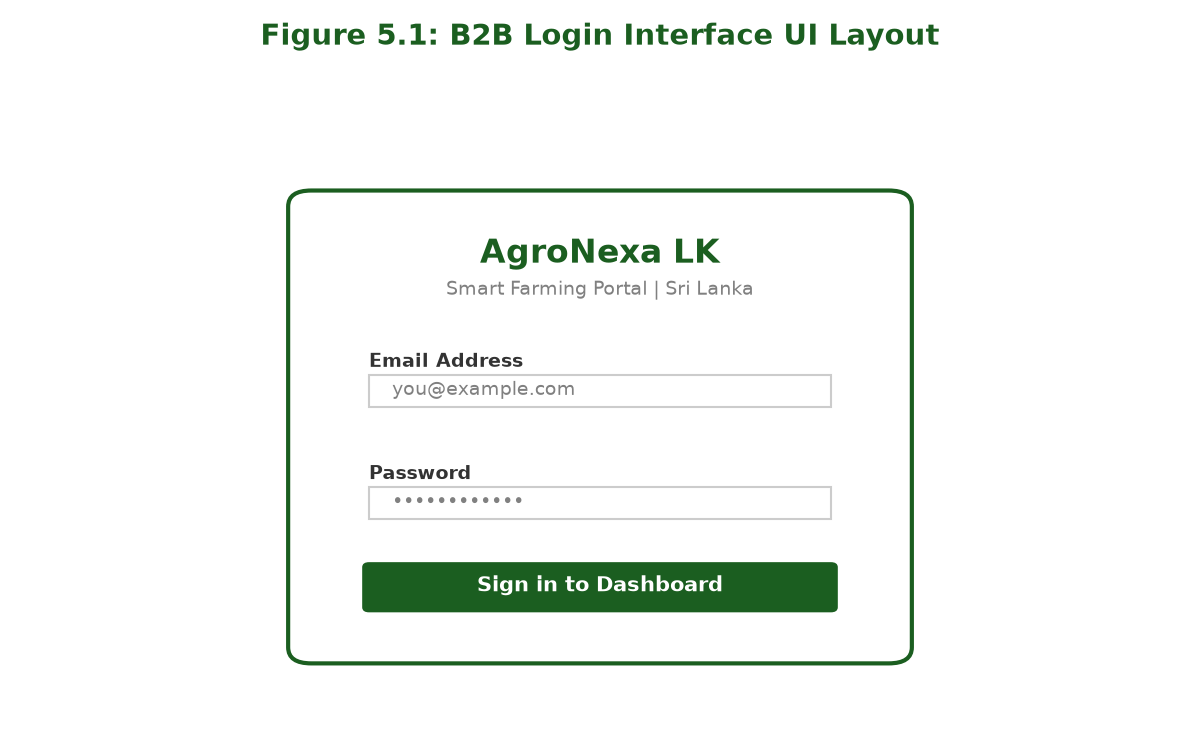 Figure 5.1: B2B Login Interface UI Layout
AgroNexa LK
Smart Farming Portal | Sri Lanka
Email Address
you@example.com
Password
••••••••••••
Sign in to Dashboard